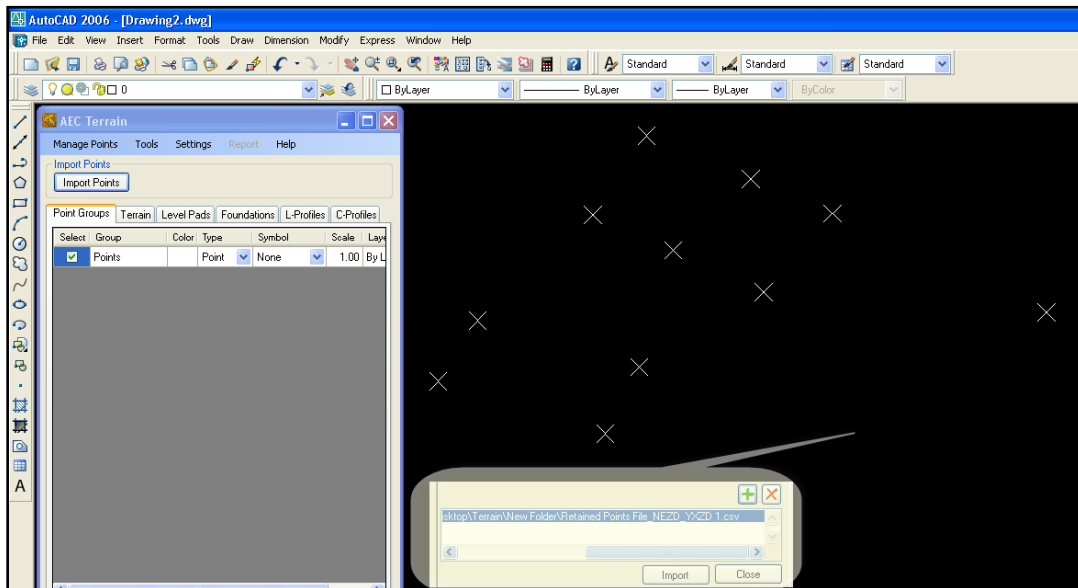 AutoCAD 2006 - [Drawing2.dwg]
File Edit View Insert Format Tools Draw Dimension Modify Express Window Help
Standard Standard Standard
0 ByLayer ByLayer ByLayer ByColor
AEC Terrain
Manage Points Tools Settings Report Help
Import Points
Import Points
Point Groups Terrain Level Pads Foundations L-Profiles C-Profiles
Select Group Color Type Symbol Scale Laye
Points Point None 1.00 By L
A
isktop\Terrain\New Folder\Retained Points File_NEZD_YXZD 1.csv
Import Close